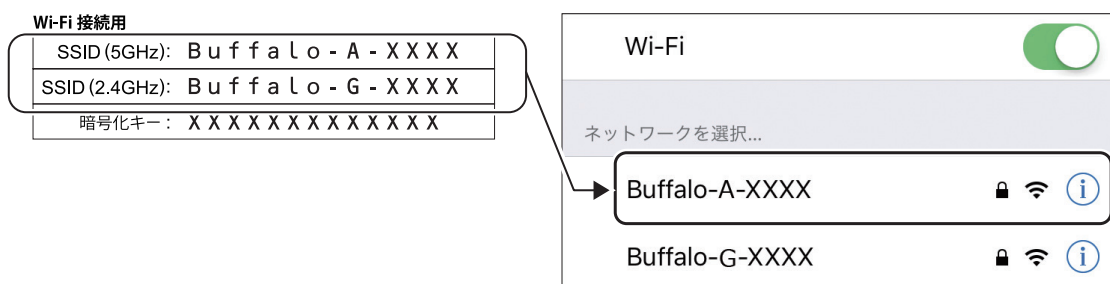 Wi-Fi 接続用
SSID (5GHz): Buffalo-A-XXXX
SSID (2.4GHz): Buffalo-G-XXXX
暗号化キー: XXXXXXXXXXXXX
Wi-Fi
ネットワークを選択...
Buffalo-A-XXXX
Buffalo-G-XXXX